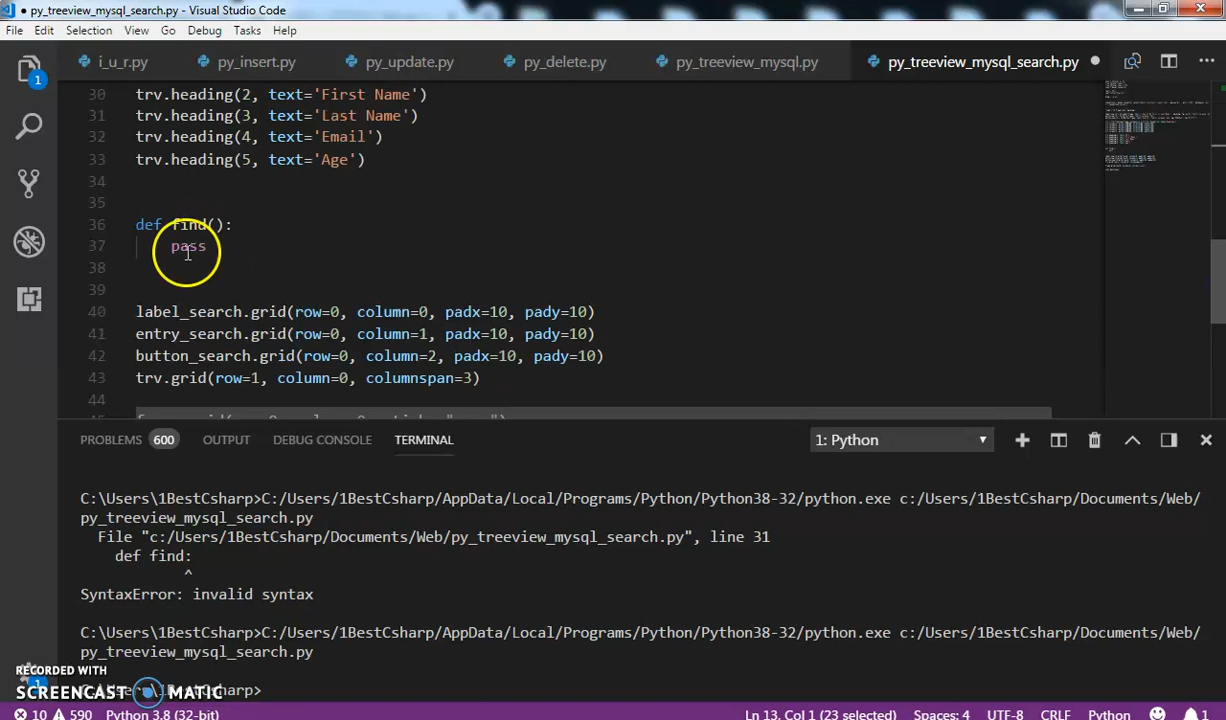 py_treeview_mysql_search.py - Visual Studio Code
File Edit Selection View Go Debug Tasks Help
i_u_r.py py_insert.py py_update.py py_delete.py py_treeview_mysql.py py_treeview_mysql_search.py
1
30 trv.heading(2, text='First Name')
31 trv.heading(3, text='Last Name')
32 trv.heading(4, text='Email')
33 trv.heading(5, text='Age')
34
35
36 def find():
37 pass
38
39
40 label_search.grid(row=0, column=0, padx=10, pady=10)
41 entry_search.grid(row=0, column=1, padx=10, pady=10)
42 button_search.grid(row=0, column=2, padx=10, pady=10)
43 trv.grid(row=1, column=0, columnspan=3)
44
PROBLEMS 600 OUTPUT DEBUG CONSOLE TERMINAL 1: Python
C:\Users\1BestCsharp>C:/Users/1BestCsharp/AppData/Local/Programs/Python/Python38-32/python.exe c:/Users/1BestCsharp/Documents/Web/
py_treeview_mysql_search.py
File "c:/Users/1BestCsharp/Documents/Web/py_treeview_mysql_search.py", line 31
def find:
^
SyntaxError: invalid syntax
C:\Users\1BestCsharp>C:/Users/1BestCsharp/AppData/Local/Programs/Python/Python38-32/python.exe c:/Users/1BestCsharp/Documents/Web/
py_treeview_mysql_search.py
RECORDED WITH
SCREENCAST MATIC
1BestCsharp>
10 590 Python 3.8 (32-bit) Ln 13, Col 1 (23 selected) Spaces: 4 UTF-8 CRLF Python 1